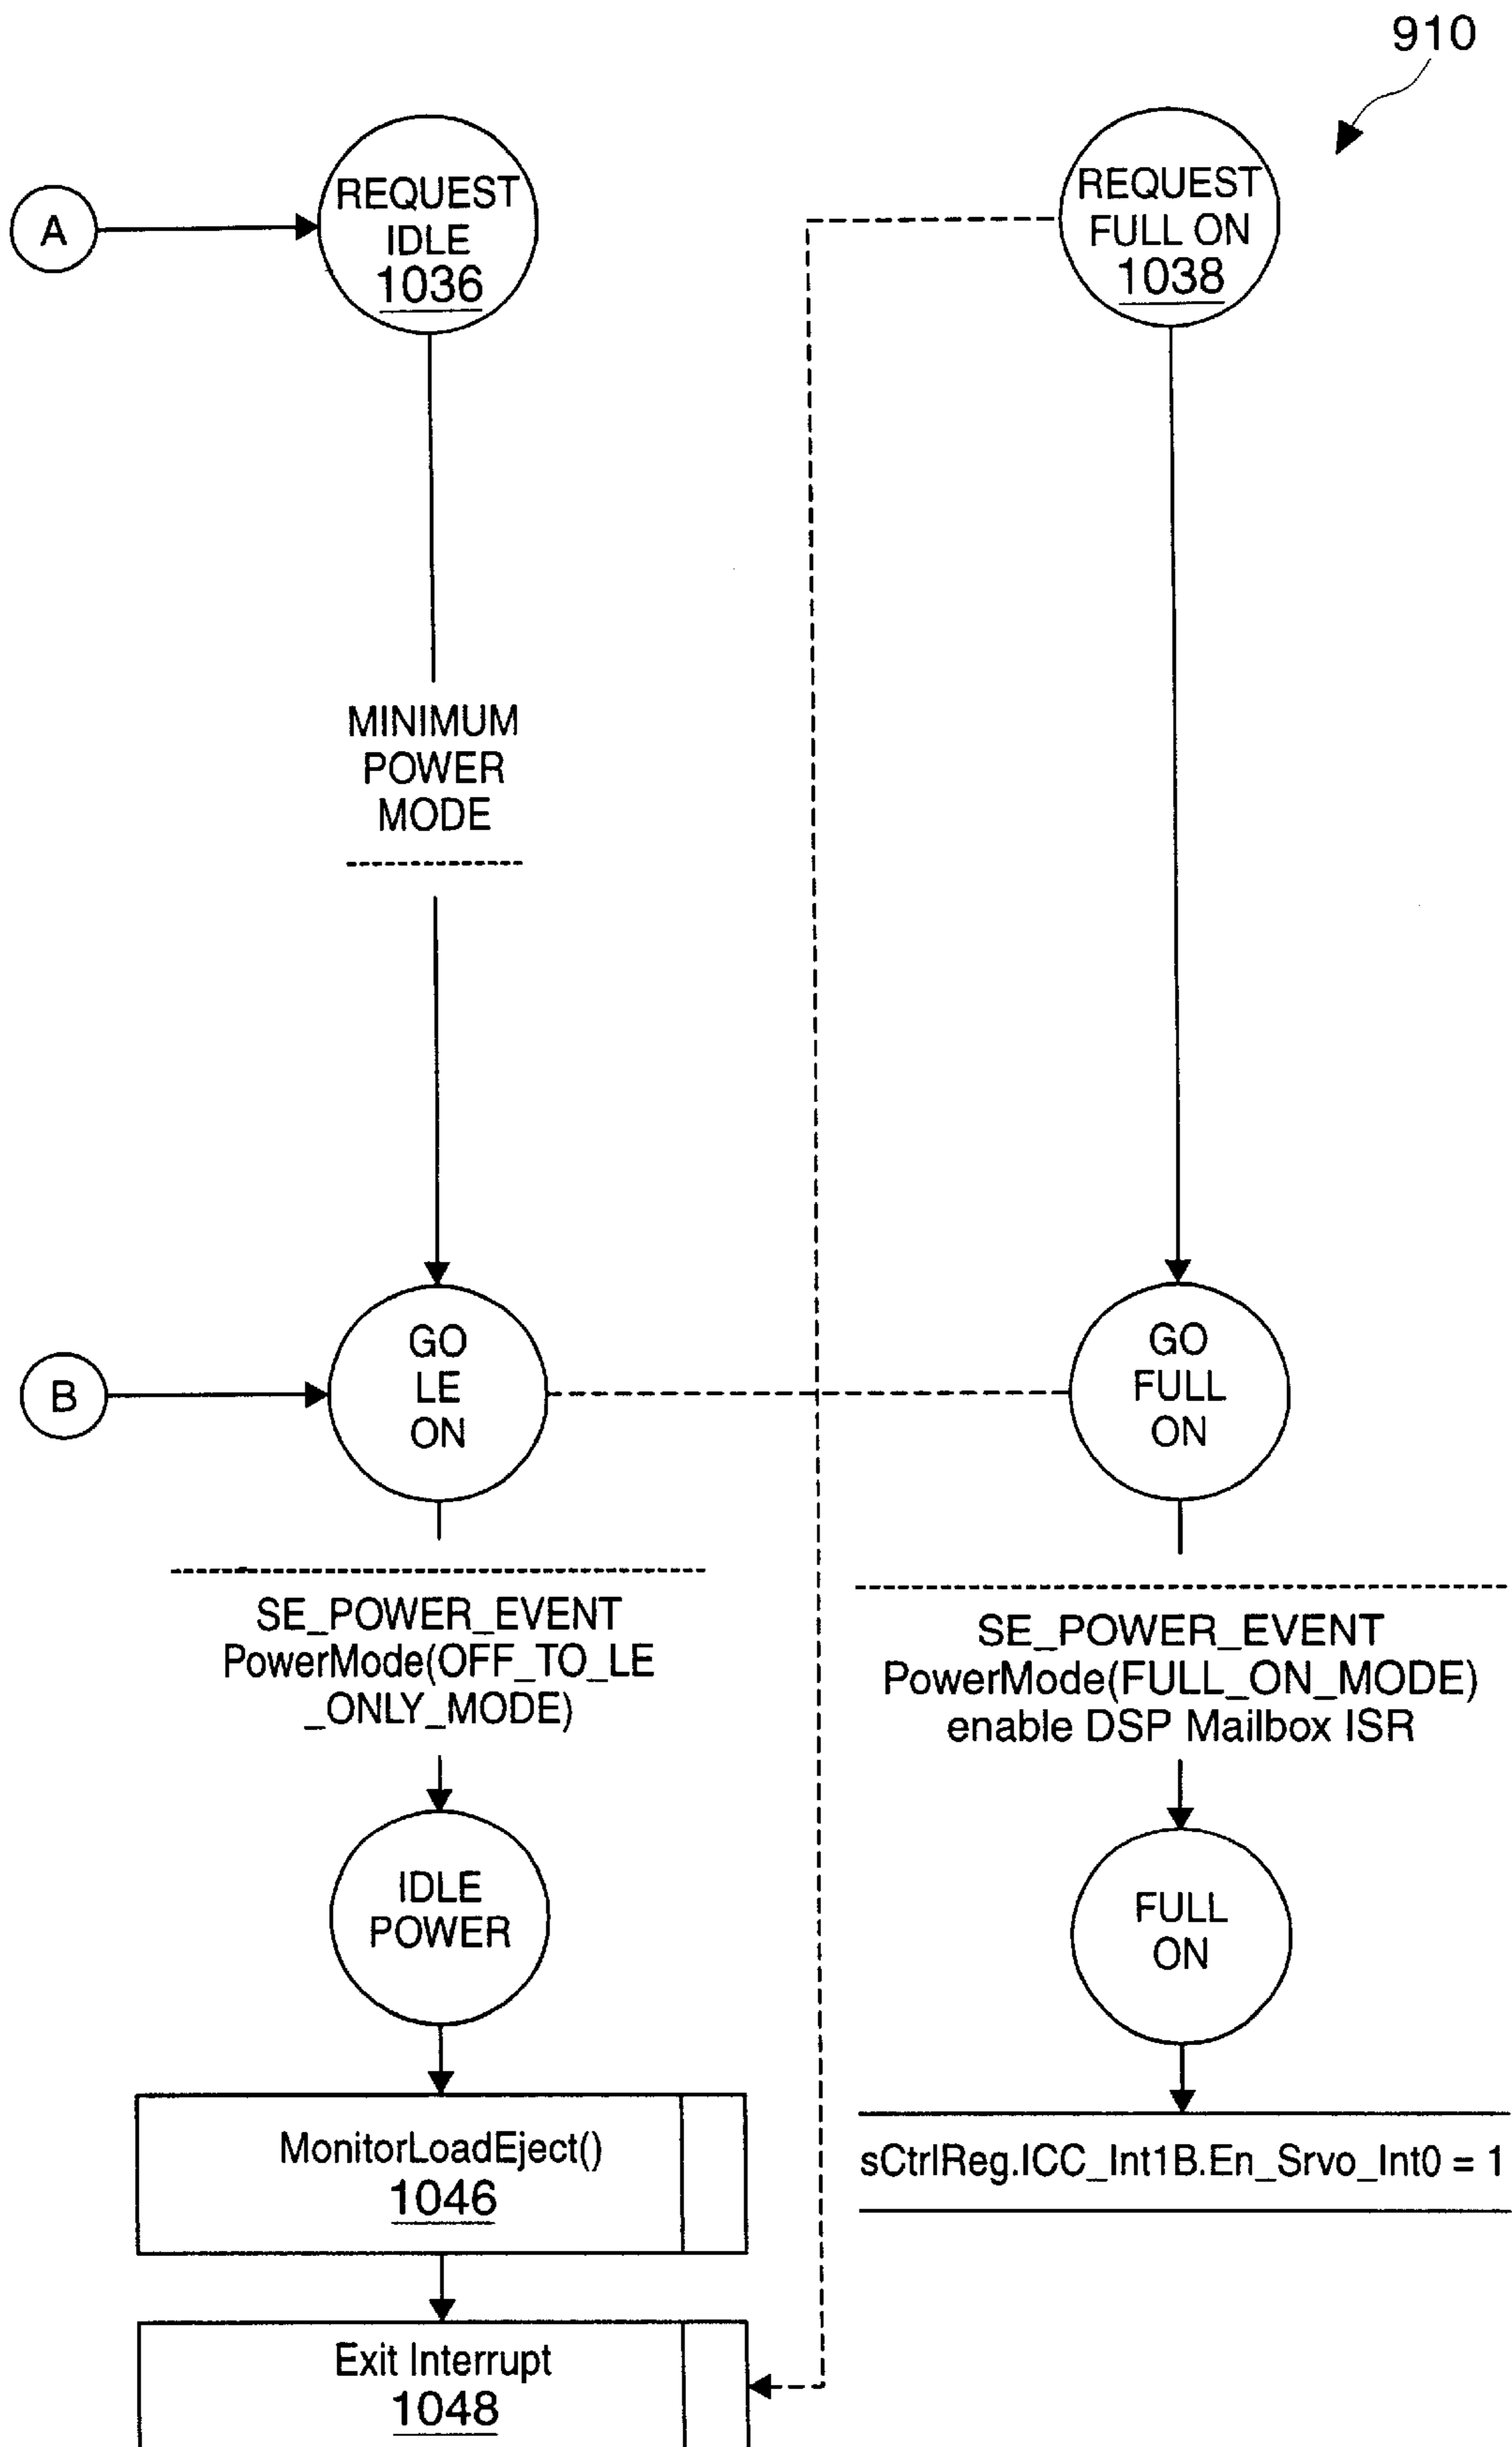 910
A
REQUEST
IDLE
1036
REQUEST
FULL ON
1038
MINIMUM
POWER
MODE
B
GO
LE
ON
GO
FULL
ON
SE_POWER_EVENT
PowerMode(OFF_TO_LE
_ONLY_MODE)
SE_POWER_EVENT
PowerMode(FULL_ON_MODE)
enable DSP Mailbox ISR
IDLE
POWER
FULL
ON
MonitorLoadEject()
1046
sCtrlReg.ICC_Int1B.En_Srvo_Int0 = 1
Exit Interrupt
1048